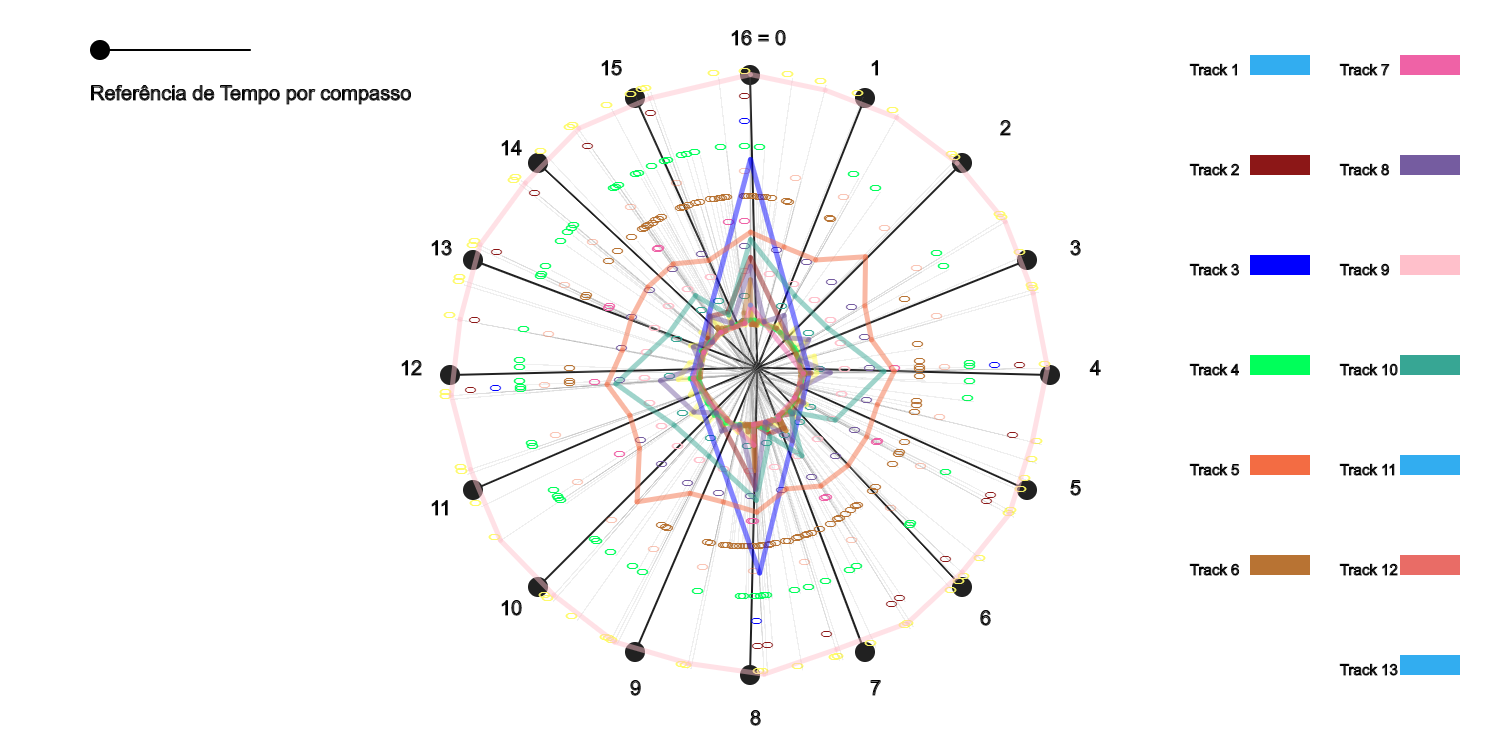 Referência de Tempo por compasso
16 = 0
1
2
3
4
5
6
7
8
9
10
11
12
13
14
15
Track 1
Track 2
Track 3
Track 4
Track 5
Track 6
Track 7
Track 8
Track 9
Track 10
Track 11
Track 12
Track 13